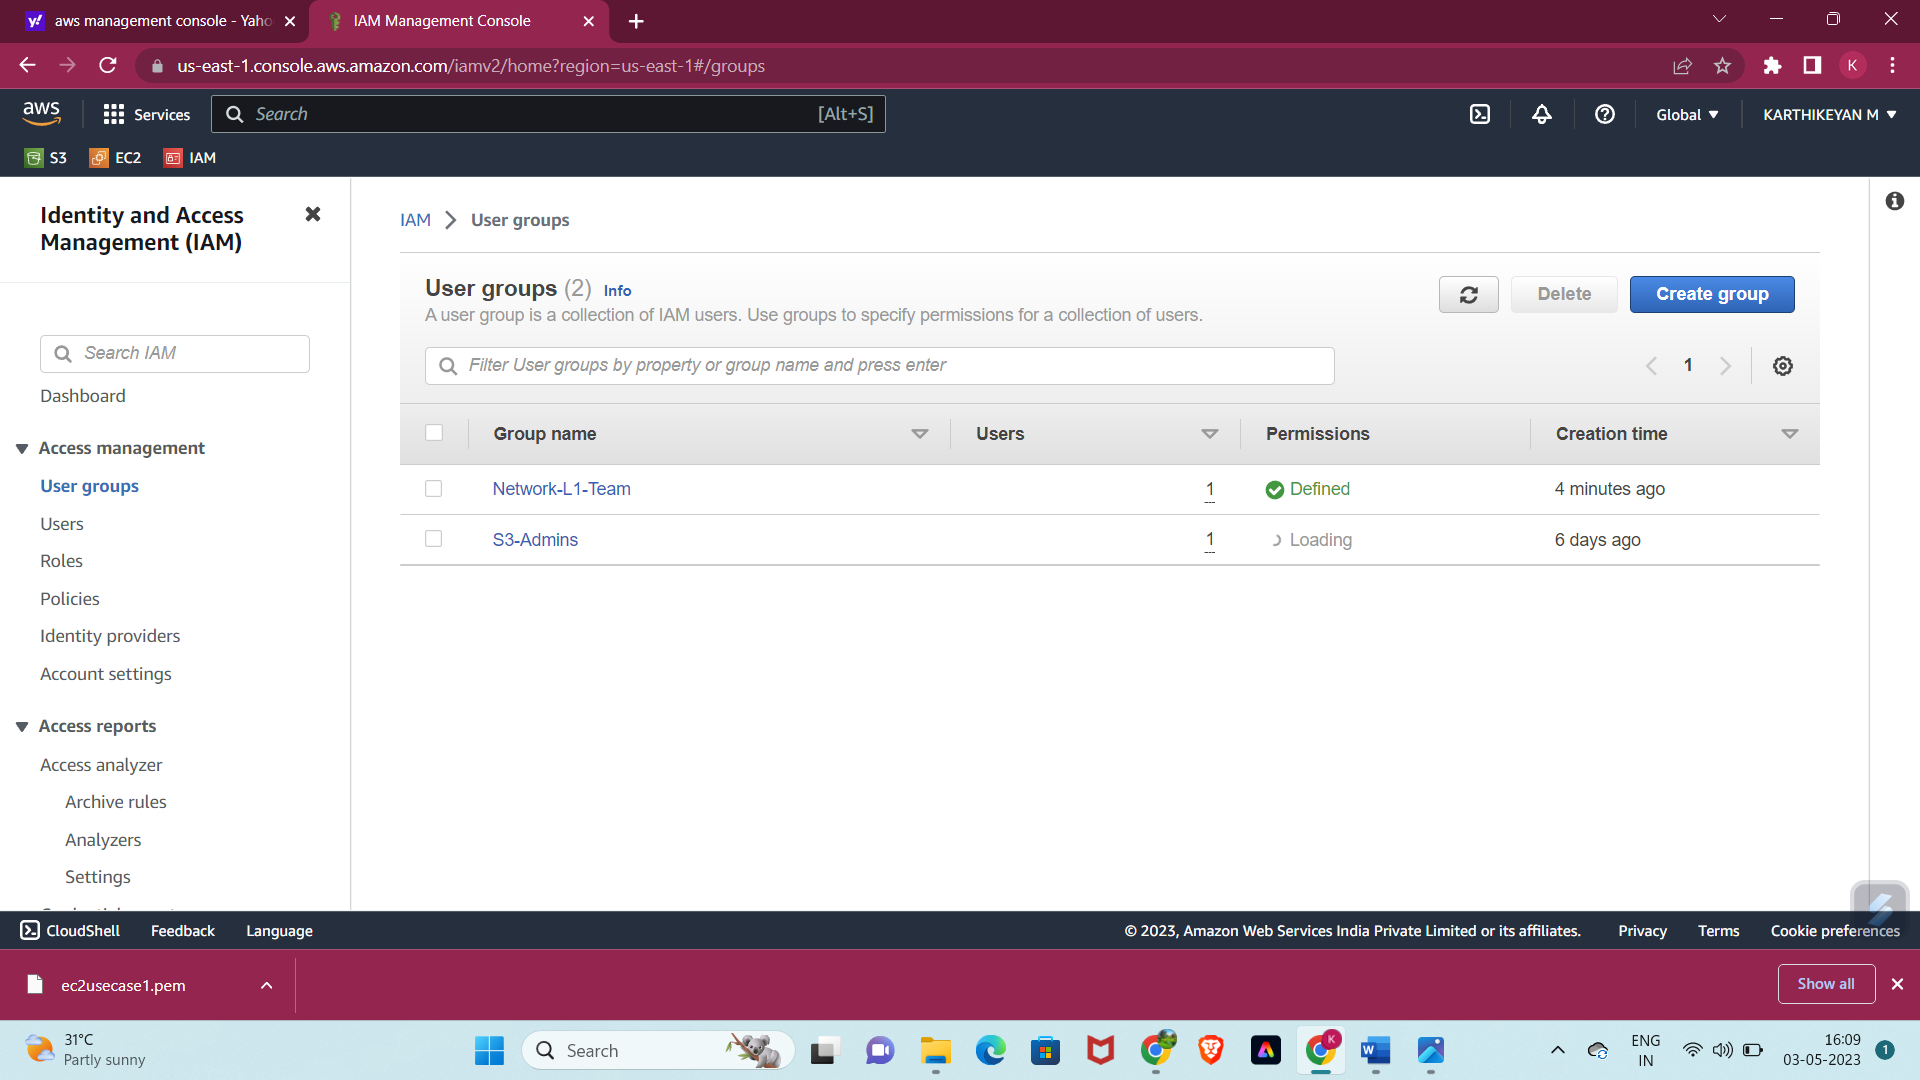 aws management console - Yaho
IAM Management Console
us-east-1.console.aws.amazon.com/iamv2/home?region=us-east-1#/groups
K
aws
Services
Search
[Alt+S]
Global
KARTHIKEYAN M
S3
EC2
IAM
Identity and Access
Management (IAM)
Search IAM
Dashboard
Access management
User groups
Users
Roles
Policies
Identity providers
Account settings
Access reports
Access analyzer
Archive rules
Analyzers
Settings
IAM > User groups
User groups (2) Info
A user group is a collection of IAM users. Use groups to specify permissions for a collection of users.
Delete
Create group
Filter User groups by property or group name and press enter
1
Group name Users Permissions Creation time
Network-L1-Team 1 Defined 4 minutes ago
S3-Admins 1 Loading 6 days ago
CloudShell Feedback Language
© 2023, Amazon Web Services India Private Limited or its affiliates. Privacy Terms Cookie preferences
ec2usecase1.pem
Show all
31°C
Partly sunny
Search
ENG
IN
16:09
03-05-2023
1